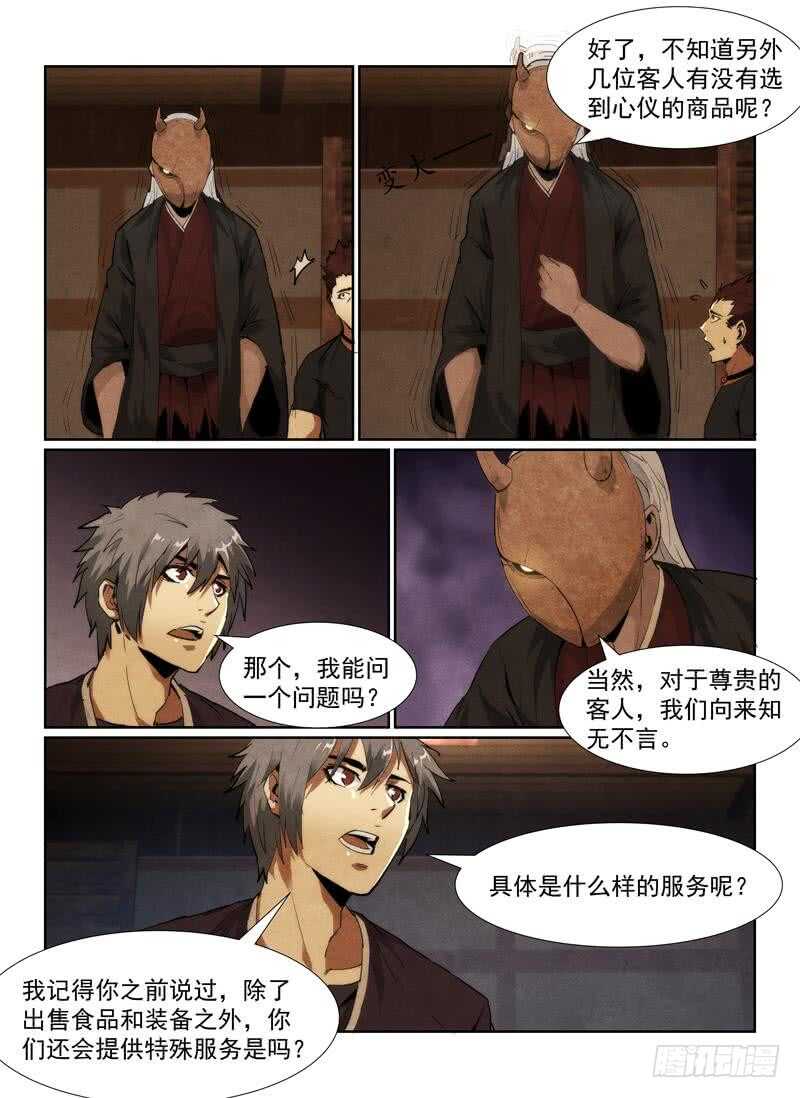 好了，不知道另外
几位客人有没有选
到心仪的商品呢？
变大
那个，我能问
一个问题吗？
当然，对于尊贵的
客人，我们向来知
无不言。
我记得你之前说过，除了
出售食品和装备之外，你
们还会提供特殊服务是吗？
具体是什么样的服务呢？
腾讯动漫